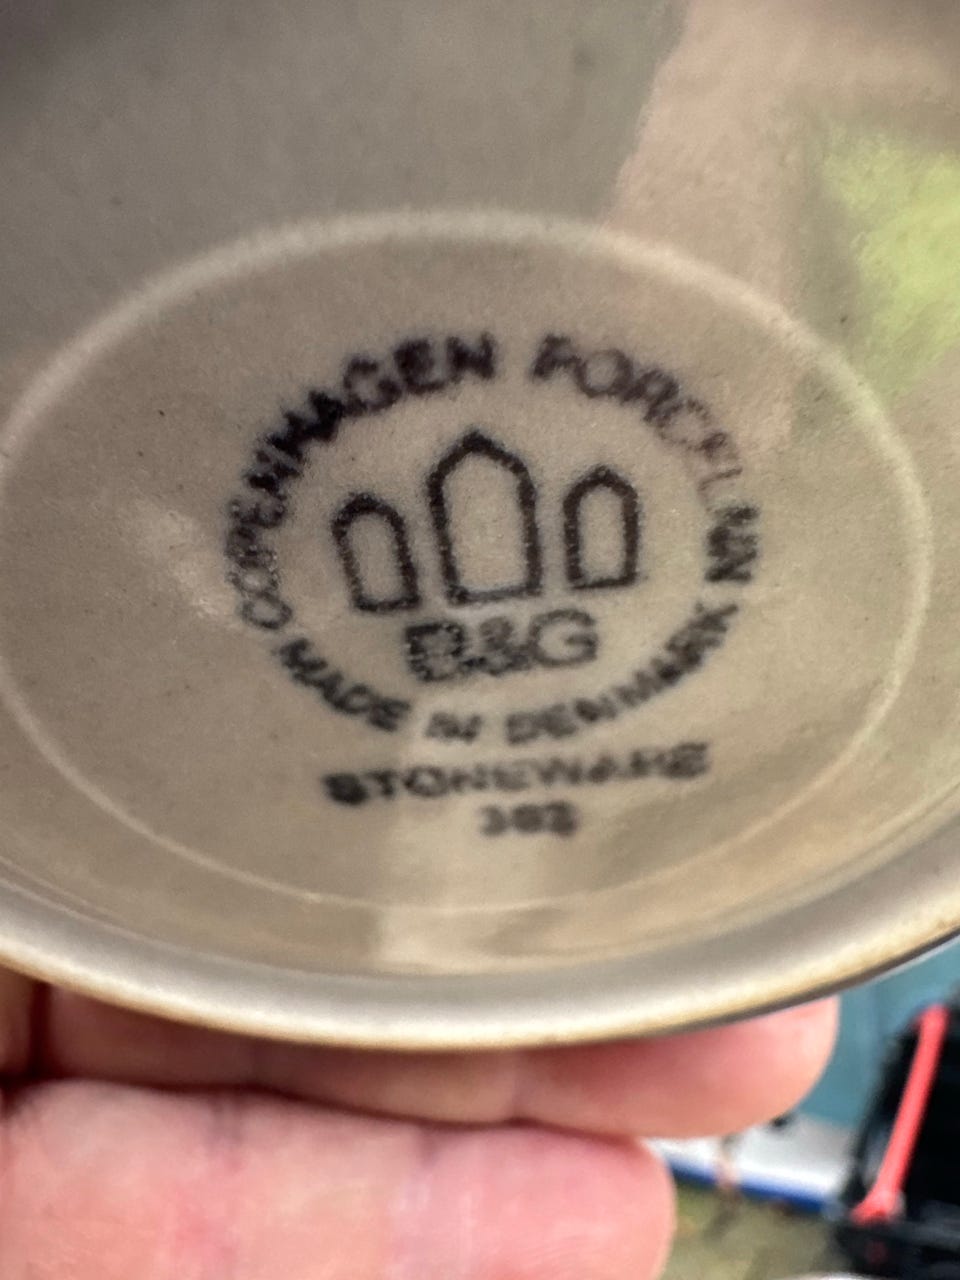 COPENHAGEN PORCELAIN
B&G
MADE IN DENMARK
STONEWARE